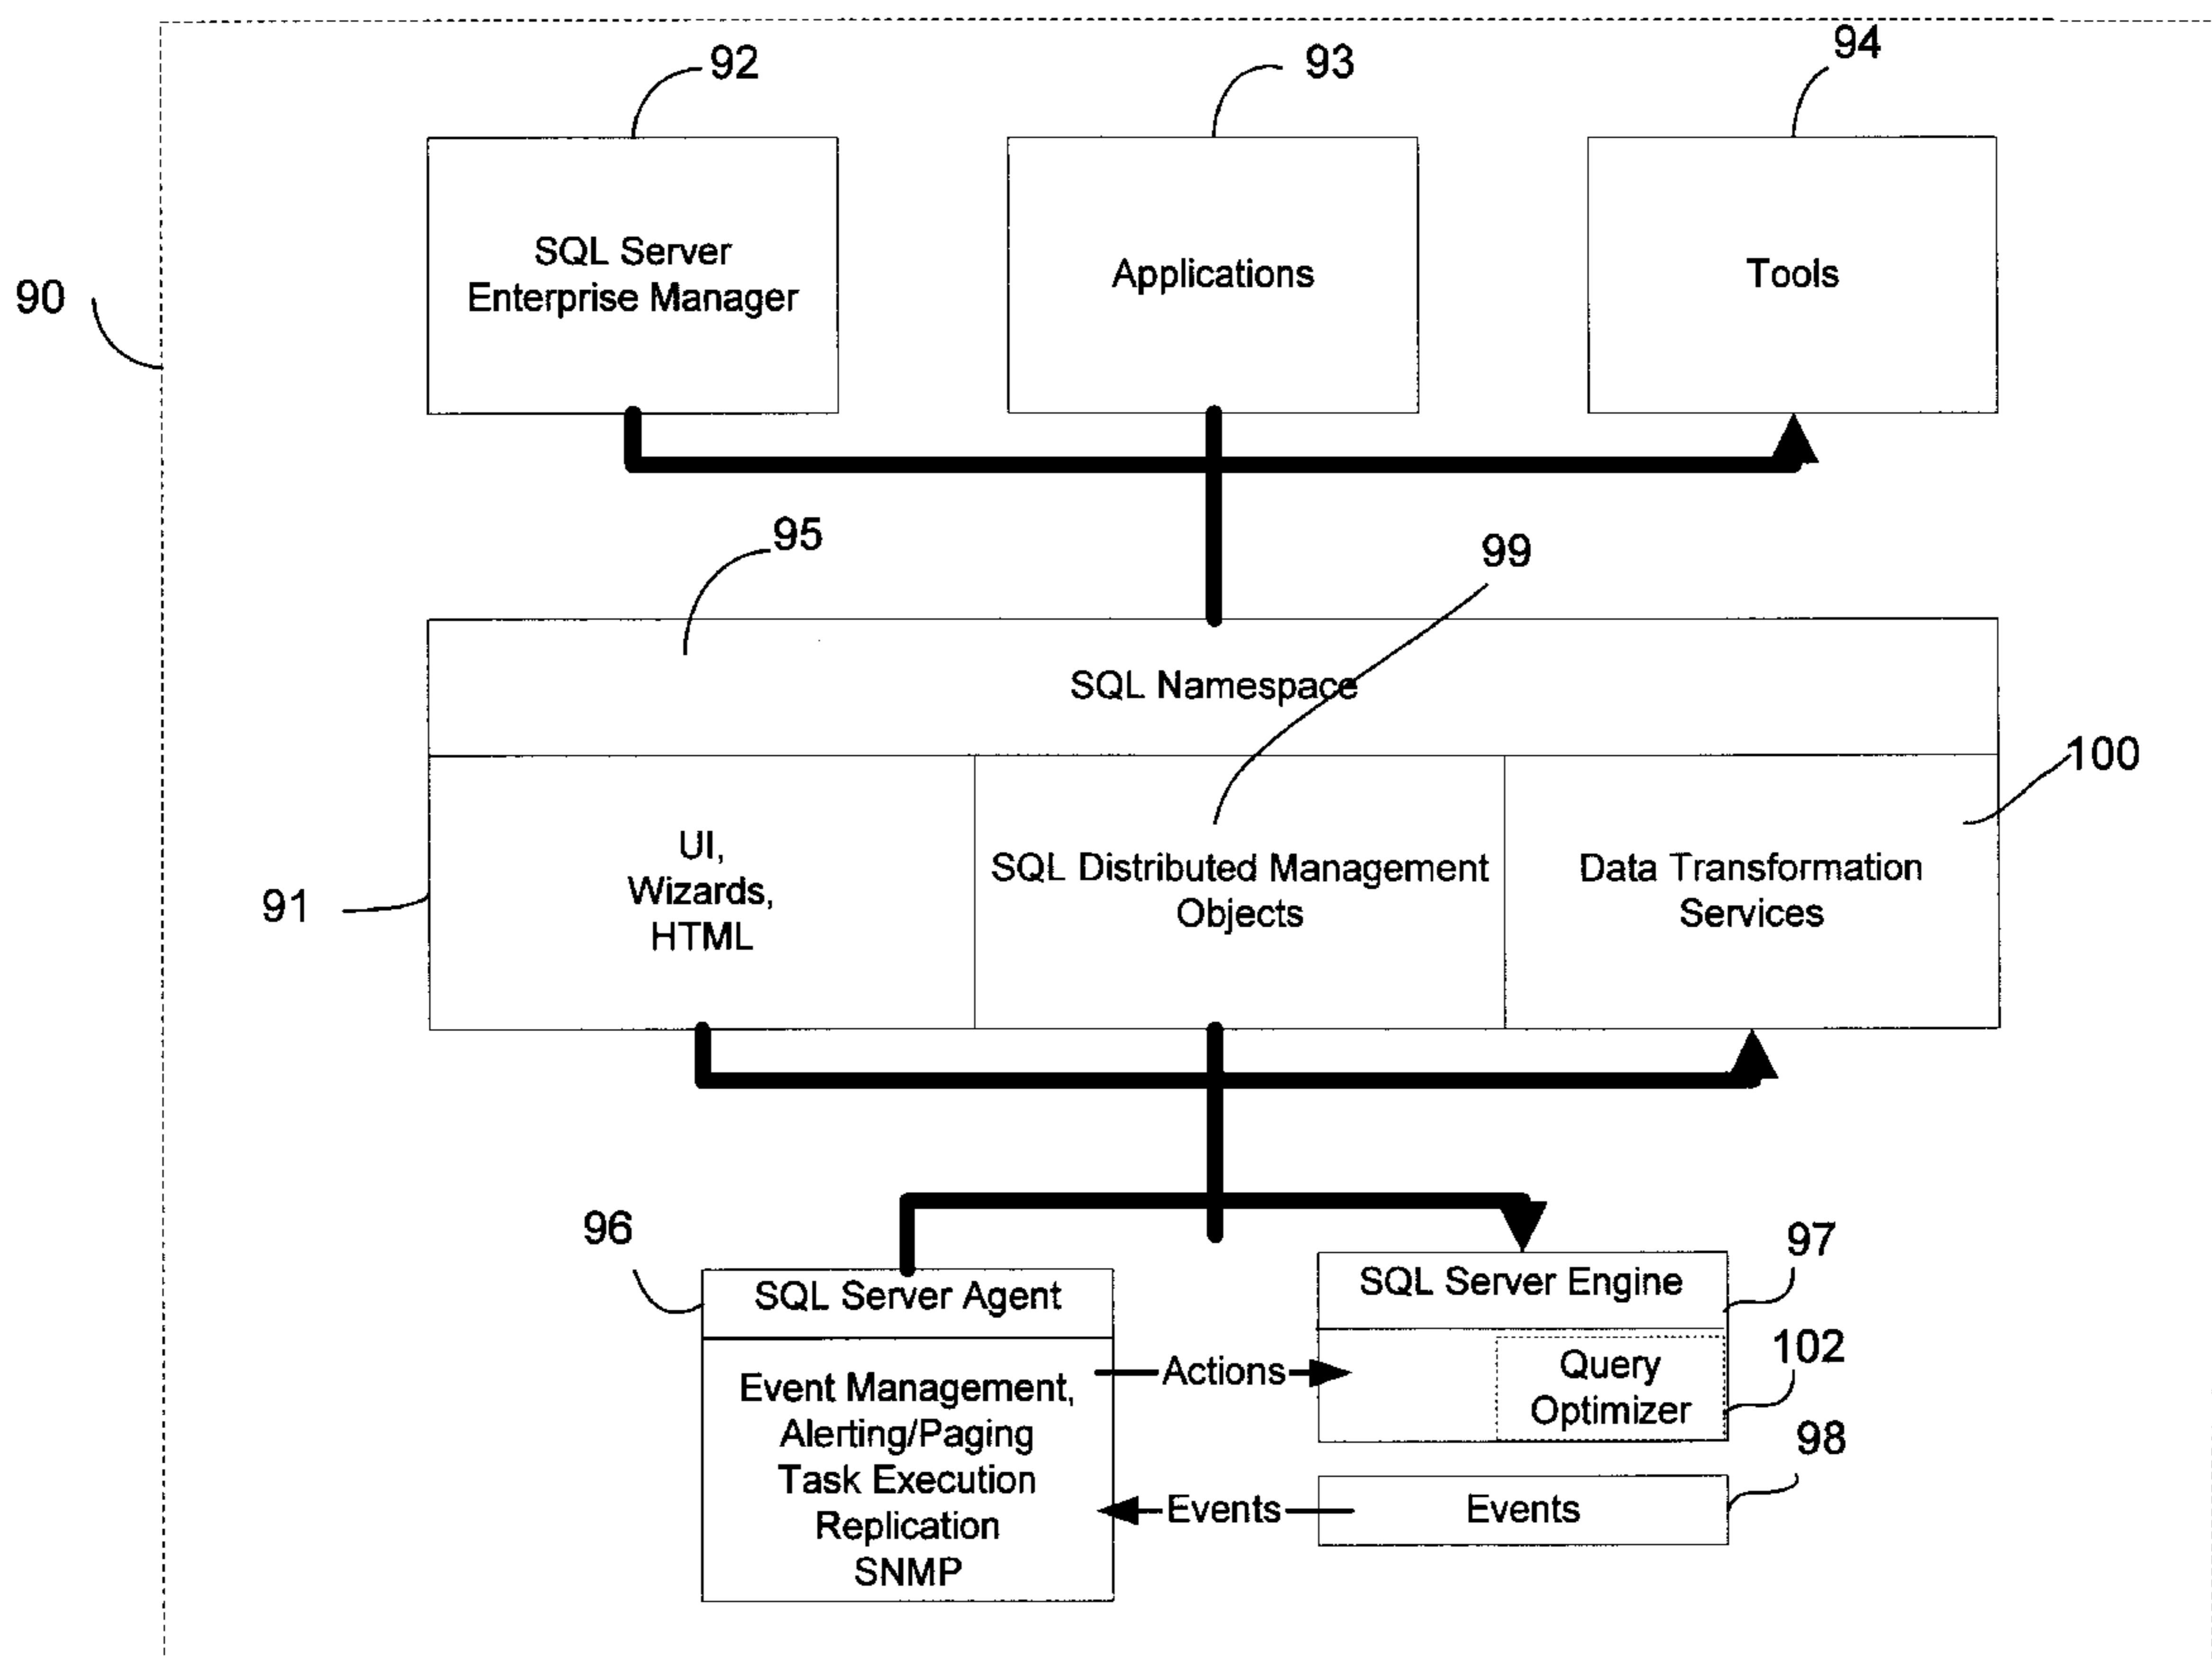 92
93
94
90
SQL Server
Enterprise Manager
Applications
Tools
95
99
SQL Namespace
100
91
UI,
Wizards,
HTML
SQL Distributed Management
Objects
Data Transformation
Services
96
SQL Server Agent
Event Management,
Alerting/Paging
Task Execution
Replication
SNMP
Actions
Events
97
SQL Server Engine
102
Query
Optimizer
98
Events